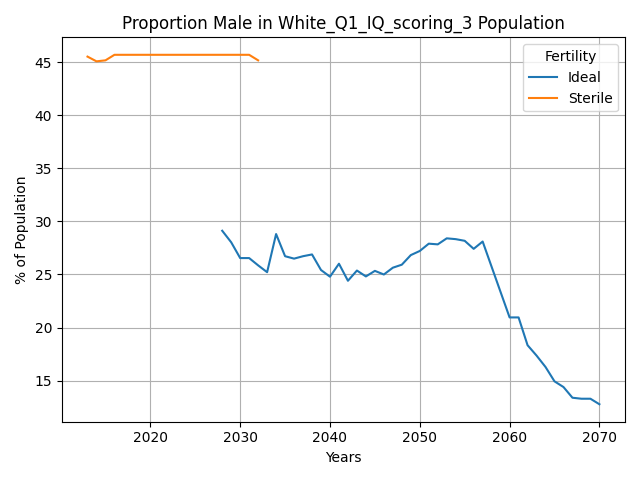 Proportion Male in White_Q1_IQ_scoring_3 Population
Fertility
Ideal
Sterile
% of Population
45
40
35
30
25
20
15
2020
2030
2040
2050
2060
2070
Years